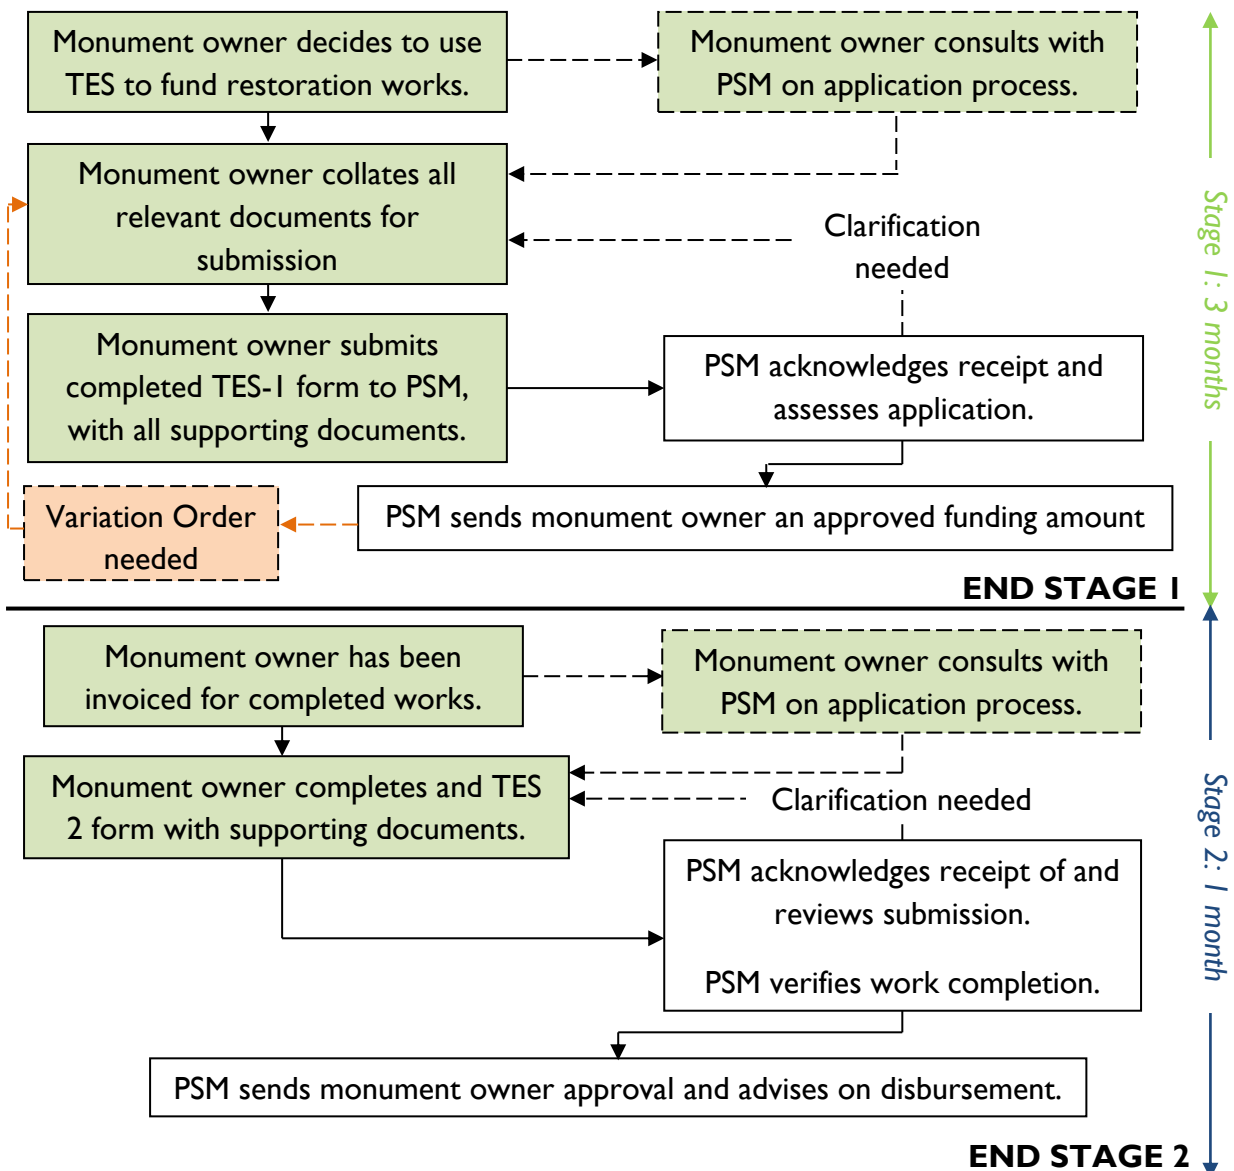 Monument owner decides to use
TES to fund restoration works.
Monument owner consults with
PSM on application process.
Monument owner collates all
relevant documents for
submission
Clarification
needed
Monument owner submits
completed TES-1 form to PSM,
with all supporting documents.
PSM acknowledges receipt and
assesses application.
Variation Order
needed
PSM sends monument owner an approved funding amount
Stage 1: 3 months
END STAGE 1
Monument owner has been
invoiced for completed works.
Monument owner consults with
PSM on application process.
Monument owner completes and TES
2 form with supporting documents.
Clarification needed
PSM acknowledges receipt of and
reviews submission.
PSM verifies work completion.
PSM sends monument owner approval and advises on disbursement.
Stage 2: 1 month
END STAGE 2